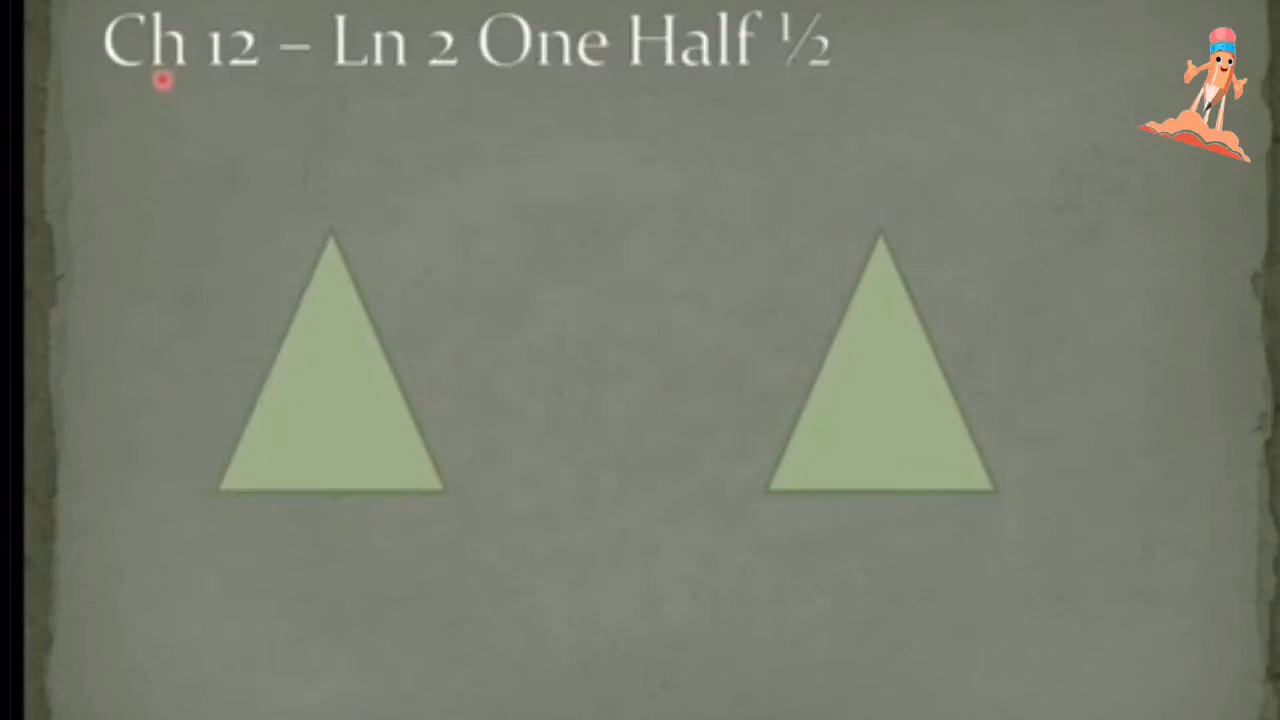 Ch 12 – Ln 2 One Half ½